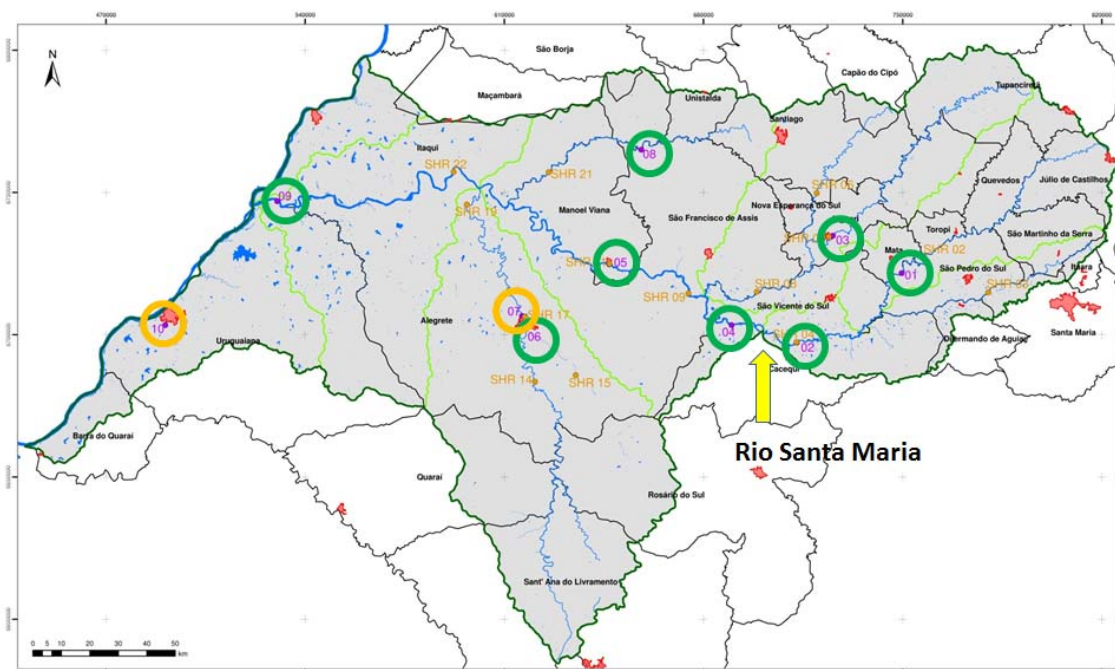 470000
540000
610000
680000
750000
820000
N
São Borja
Maçambará
Capão do Cipó
Tupanciretã
Unistalda
Santiago
Itaqui
08
SHR 22
SHR 21
09
SHR 19
Manoel Viana
São Francisco de Assis
Nova Esperança do Sul
Quevedos
Júlio de Castilhos
Toropi
São Martinho da Serra
03
Mata
SHR 02
05
01
São Pedro do Sul
Itaara
SHR 09
SHR 03
São Vicente do Sul
Santa Maria
07
SHR 17
Alegrete
06
04
02
10
Uruguaiana
Dilermando de Aguiar
Cacequi
SHR 14
SHR 15
Rio Santa Maria
Barra do Quaraí
Quaraí
Rosário do Sul
Sant' Ana do Livramento
0 5 10 20 30 40 50
km